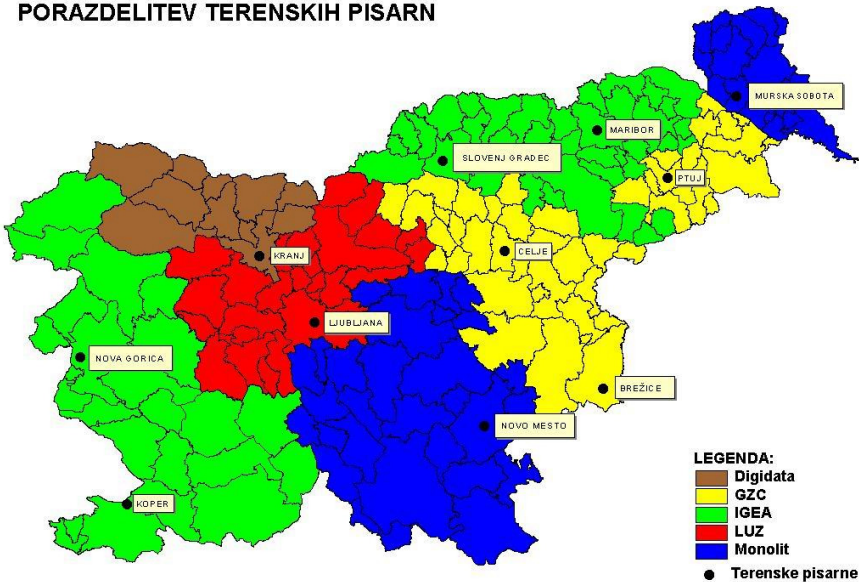 PORAZDELITEV TERENSKIH PISARN
MURSKA SOBOTA
MARIBOR
SLOVENJ GRADEC
PTUJ
CELJE
KRANJ
LJUBLJANA
NOVA GORICA
BREŽICE
NOVO MESTO
KOPER
LEGENDA:
Digidata
GZC
IGEA
LUZ
Monolit
Terenske pisarne